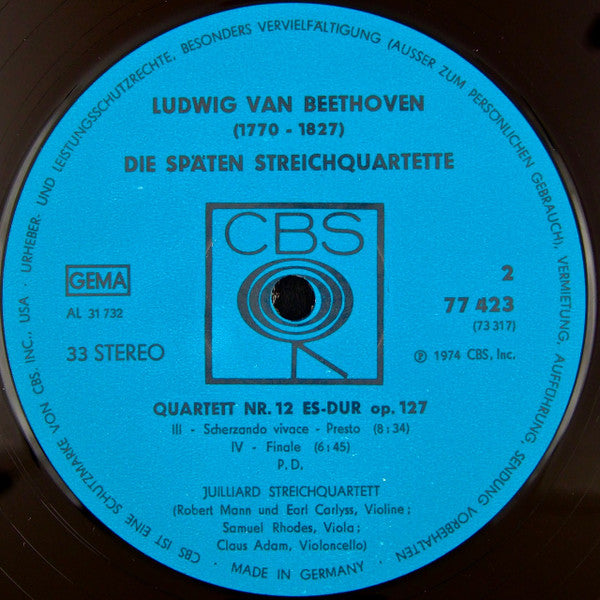 · URHEBER- UND LEISTUNGSSCHUTZRECHTE, BESONDERS VERVIELFÄLTIGUNG (AUSSER ZUM PERSÖNLICHEN GEBRAUCH), VERMIETUNG, AUFFÜHRUNG, SENDUNG VORBEHALTEN
LUDWIG VAN BEETHOVEN
(1770 - 1827)
DIE SPÄTEN STREICHQUARTETTE
CBS
GEMA
2
AL 31 732
77 423
(73 317)
33 STEREO
℗ 1974 CBS, Inc.
QUARTETT NR. 12 ES-DUR op. 127
III - Scherzando vivace - Presto (8:34)
IV - Finale (6:45)
P. D.
JUILLIARD STREICHQUARTETT
(Robert Mann und Earl Carlyss, Violine;
Samuel Rhodes, Viola;
Claus Adam, Violoncello)
· MADE IN GERMANY ·
CBS IST EINE SCHUTZMARKE VON CBS, INC., USA